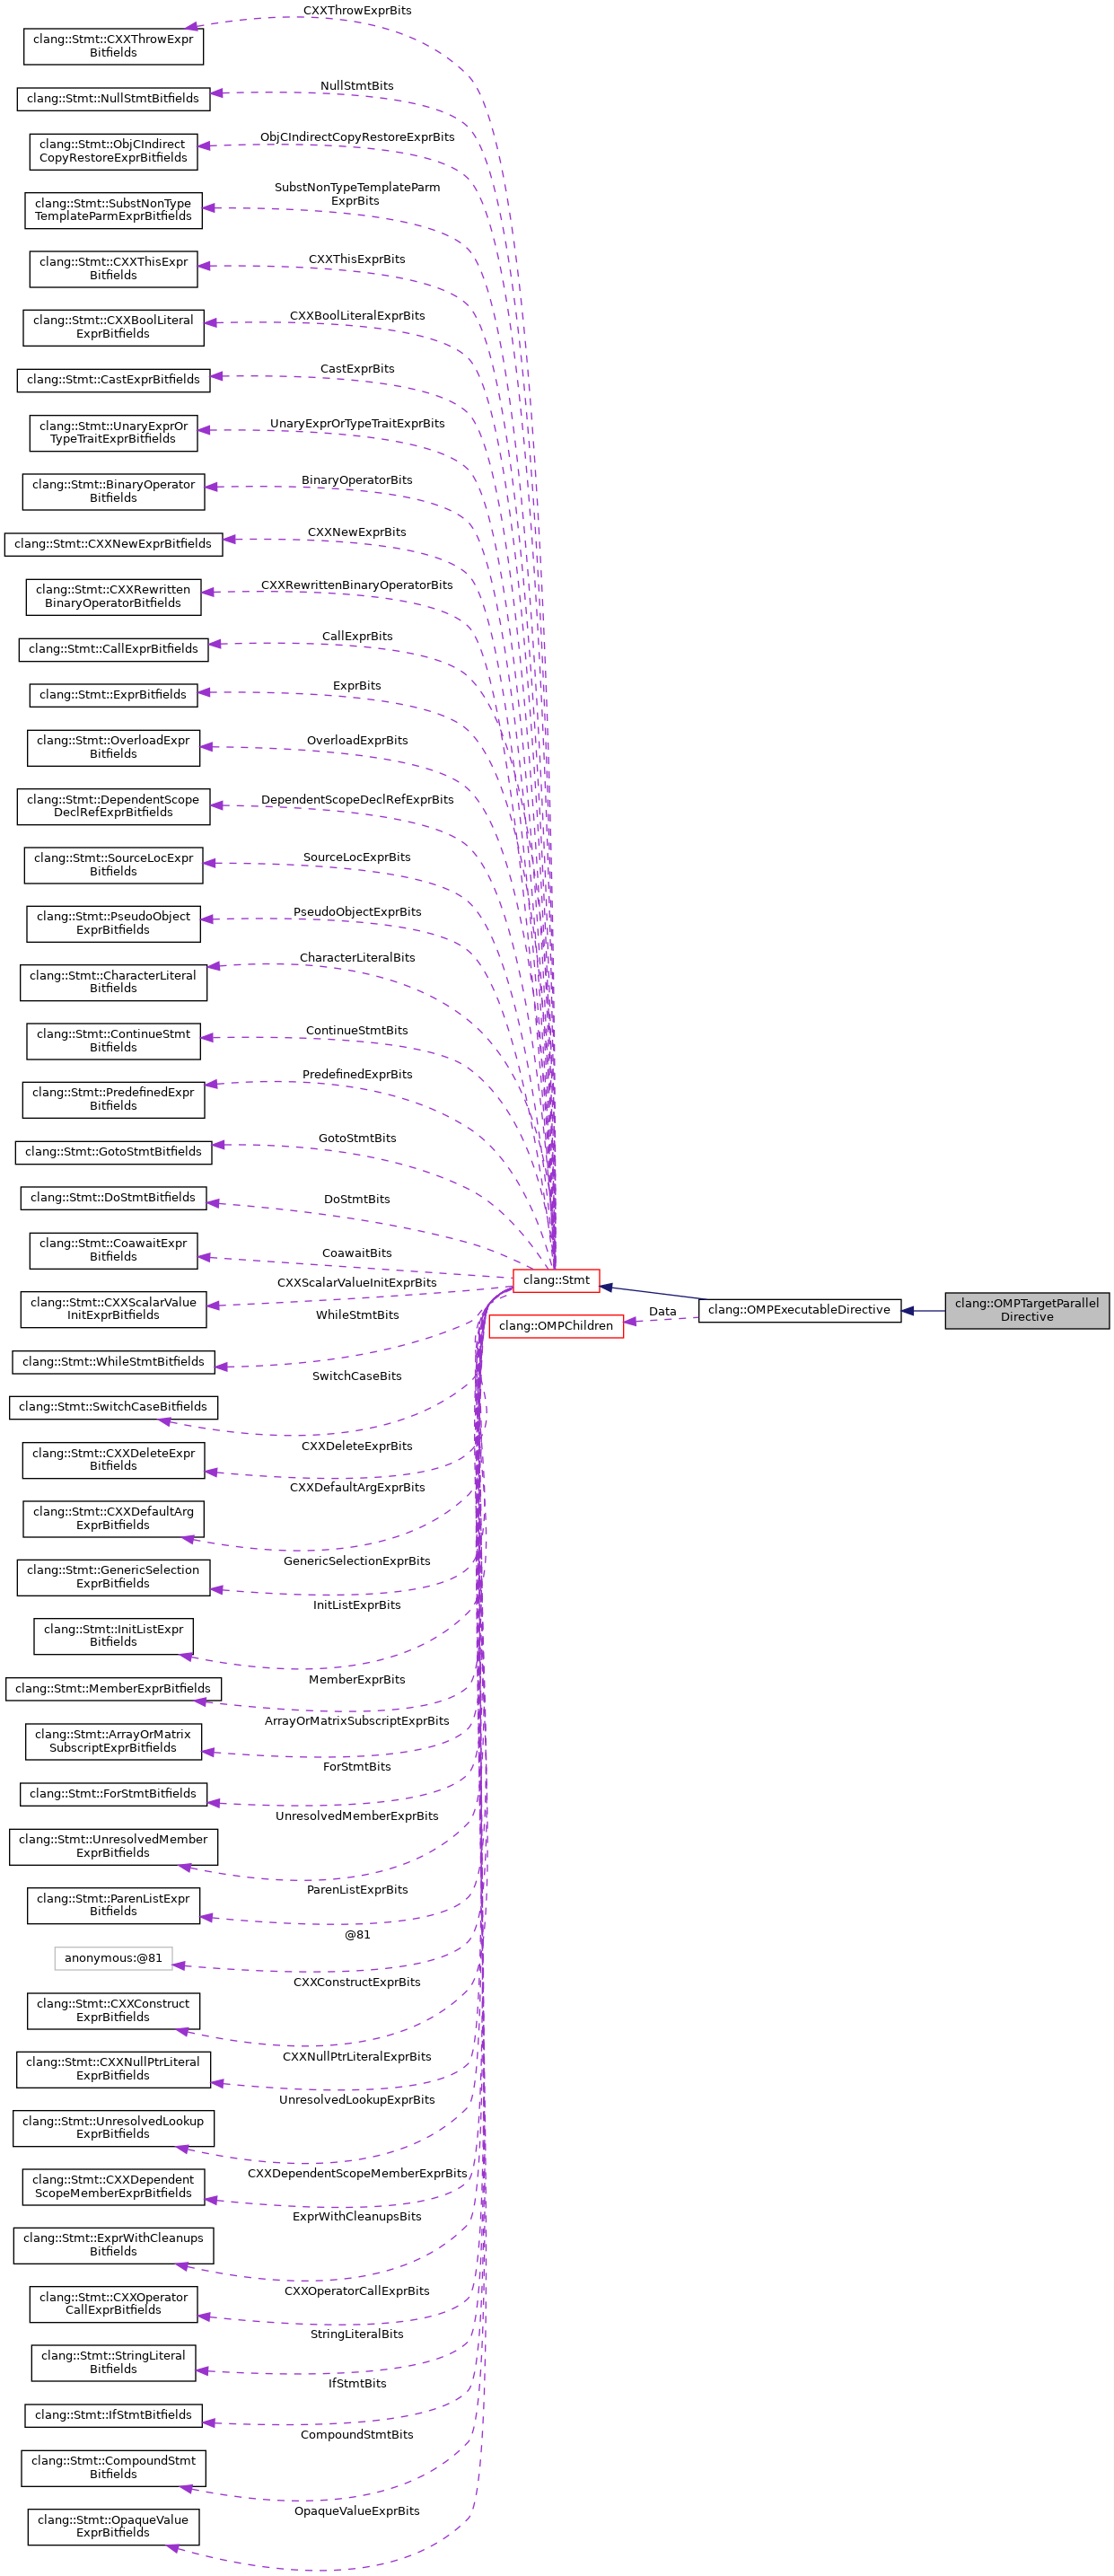 CXXThrowExprBits
clang::Stmt::CXXThrowExpr
Bitfields
NullStmtBits
clang::Stmt::NullStmtBitfields
ObjCIndirectCopyRestoreExprBits
clang::Stmt::ObjCIndirect
CopyRestoreExprBitfields
SubstNonTypeTemplateParm
ExprBits
clang::Stmt::SubstNonType
TemplateParmExprBitfields
CXXThisExprBits
clang::Stmt::CXXThisExpr
Bitfields
CXXBoolLiteralExprBits
clang::Stmt::CXXBoolLiteral
ExprBitfields
CastExprBits
clang::Stmt::CastExprBitfields
UnaryExprOrTypeTraitExprBits
clang::Stmt::UnaryExprOr
TypeTraitExprBitfields
BinaryOperatorBits
clang::Stmt::BinaryOperator
Bitfields
CXXNewExprBits
clang::Stmt::CXXNewExprBitfields
CXXRewrittenBinaryOperatorBits
clang::Stmt::CXXRewritten
BinaryOperatorBitfields
CallExprBits
clang::Stmt::CallExprBitfields
ExprBits
clang::Stmt::ExprBitfields
OverloadExprBits
clang::Stmt::OverloadExpr
Bitfields
DependentScopeDeclRefExprBits
clang::Stmt::DependentScope
DeclRefExprBitfields
SourceLocExprBits
clang::Stmt::SourceLocExpr
Bitfields
PseudoObjectExprBits
clang::Stmt::PseudoObject
ExprBitfields
CharacterLiteralBits
clang::Stmt::CharacterLiteral
Bitfields
ContinueStmtBits
clang::Stmt::ContinueStmt
Bitfields
PredefinedExprBits
clang::Stmt::PredefinedExpr
Bitfields
GotoStmtBits
clang::Stmt::GotoStmtBitfields
DoStmtBits
clang::Stmt::DoStmtBitfields
CoawaitBits
clang::Stmt::CoawaitExpr
Bitfields
clang::Stmt
CXXScalarValueInitExprBits
clang::Stmt::CXXScalarValue
InitExprBitfields
Data
clang::OMPExecutableDirective
clang::OMPTargetParallel
Directive
clang::OMPChildren
WhileStmtBits
clang::Stmt::WhileStmtBitfields
SwitchCaseBits
clang::Stmt::SwitchCaseBitfields
CXXDeleteExprBits
clang::Stmt::CXXDeleteExpr
Bitfields
CXXDefaultArgExprBits
clang::Stmt::CXXDefaultArg
ExprBitfields
GenericSelectionExprBits
clang::Stmt::GenericSelection
ExprBitfields
InitListExprBits
clang::Stmt::InitListExpr
Bitfields
MemberExprBits
clang::Stmt::MemberExprBitfields
ArrayOrMatrixSubscriptExprBits
clang::Stmt::ArrayOrMatrix
SubscriptExprBitfields
ForStmtBits
clang::Stmt::ForStmtBitfields
UnresolvedMemberExprBits
clang::Stmt::UnresolvedMember
ExprBitfields
ParenListExprBits
clang::Stmt::ParenListExpr
Bitfields
@81
anonymous:@81
CXXConstructExprBits
clang::Stmt::CXXConstruct
ExprBitfields
CXXNullPtrLiteralExprBits
clang::Stmt::CXXNullPtrLiteral
ExprBitfields
UnresolvedLookupExprBits
clang::Stmt::UnresolvedLookup
ExprBitfields
CXXDependentScopeMemberExprBits
clang::Stmt::CXXDependent
ScopeMemberExprBitfields
ExprWithCleanupsBits
clang::Stmt::ExprWithCleanups
Bitfields
CXXOperatorCallExprBits
clang::Stmt::CXXOperator
CallExprBitfields
StringLiteralBits
clang::Stmt::StringLiteral
Bitfields
IfStmtBits
clang::Stmt::IfStmtBitfields
CompoundStmtBits
clang::Stmt::CompoundStmt
Bitfields
OpaqueValueExprBits
clang::Stmt::OpaqueValue
ExprBitfields